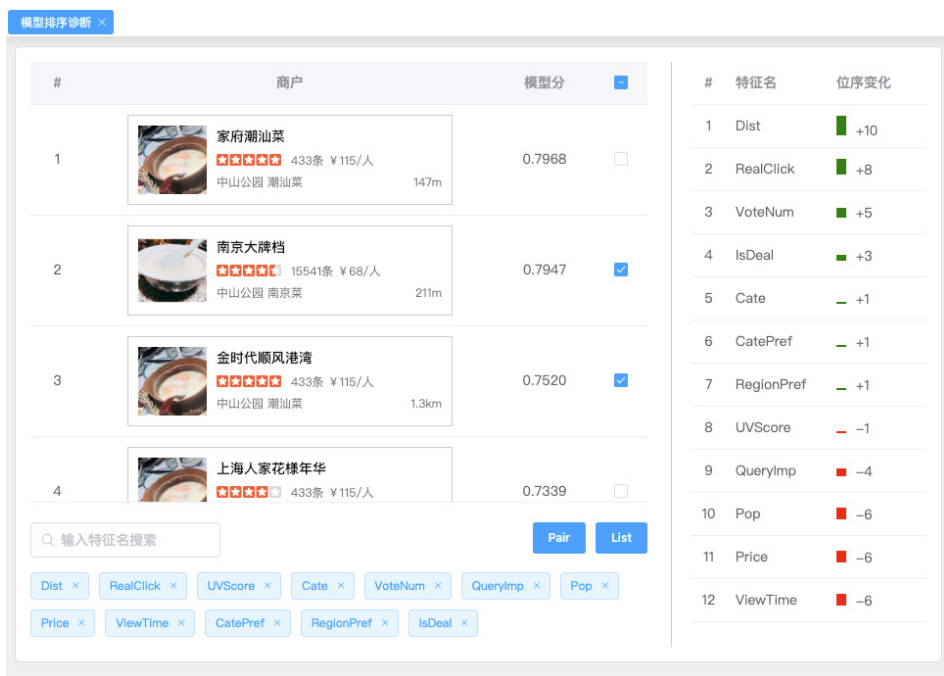 模型排序诊断 ×
# 商户 模型分
1 家府潮汕菜 0.7968
433条 ¥115/人
中山公园 潮汕菜 147m
2 南京大牌档 0.7947
15541条 ¥68/人
中山公园 南京菜 211m
3 金时代顺风港湾 0.7520
433条 ¥115/人
中山公园 潮汕菜 1.3km
4 上海人家花様年华 0.7339
433条 ¥115/人
输入特征名搜索 Pair List
Dist × RealClick × UVScore × Cate × VoteNum × QueryImp × Pop ×
Price × ViewTime × CatePref × RegionPref × IsDeal ×
# 特征名 位序变化
1 Dist +10
2 RealClick +8
3 VoteNum +5
4 IsDeal +3
5 Cate +1
6 CatePref +1
7 RegionPref +1
8 UVScore −1
9 QueryImp −4
10 Pop −6
11 Price −6
12 ViewTime −6